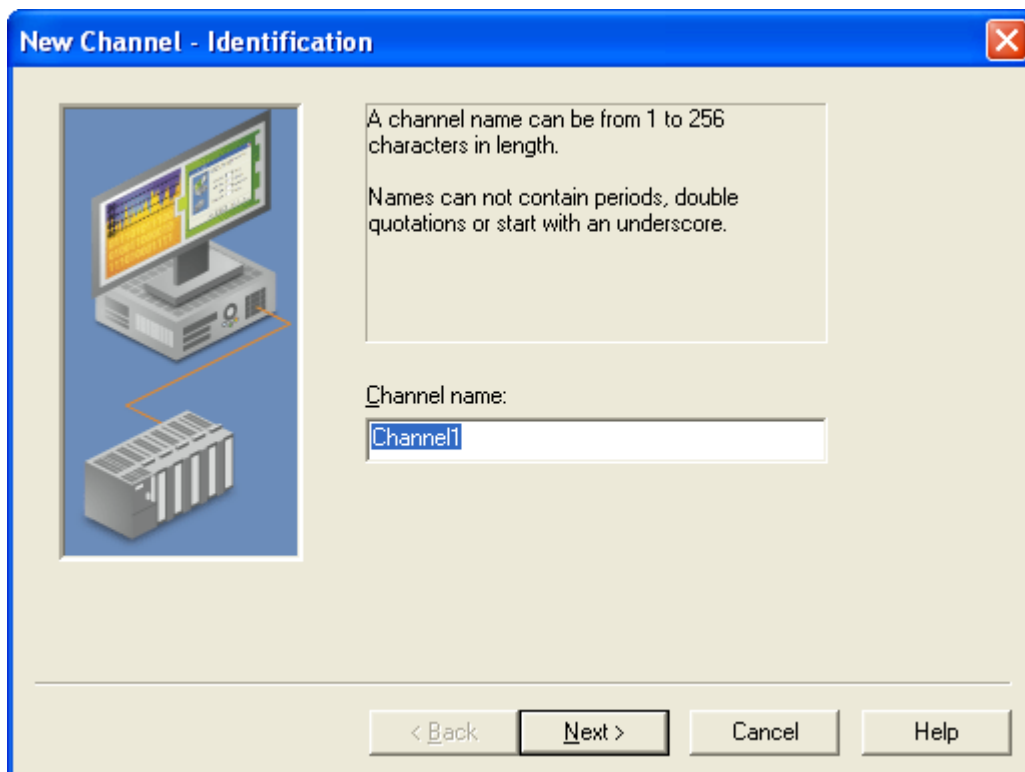 New Channel - Identification
A channel name can be from 1 to 256
characters in length.
Names can not contain periods, double
quotations or start with an underscore.
Channel name:
Channel1
< Back
Next >
Cancel
Help